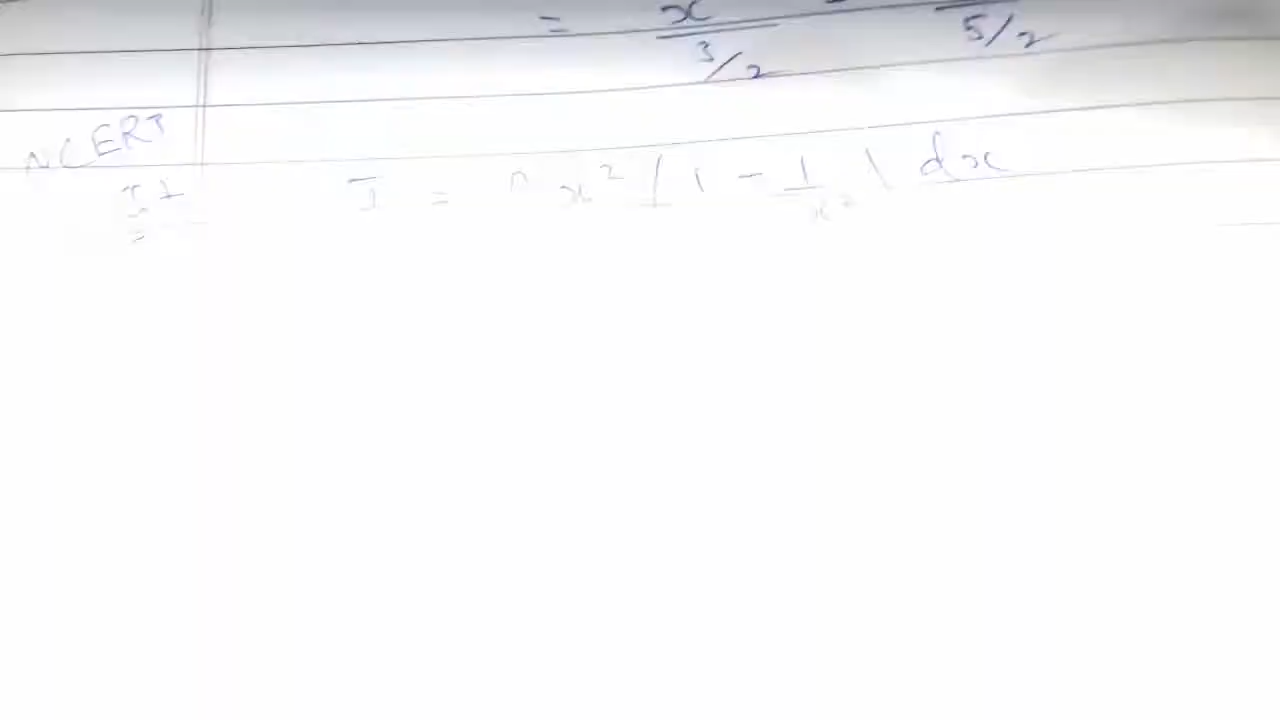 = x 3/2 5/2
NCERT
I = ∫ x² (1 - 1/x²) dx